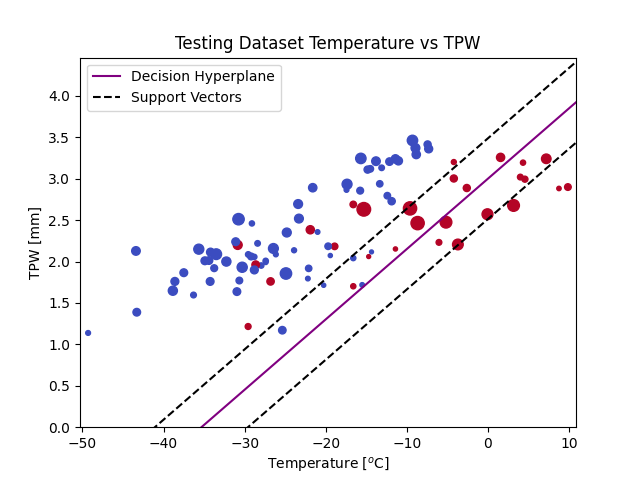 Testing Dataset Temperature vs TPW
Decision Hyperplane
Support Vectors
TPW [mm]
4.0
3.5
3.0
2.5
2.0
1.5
1.0
0.5
0.0
−50 −40 −30 −20 −10 0 10
Temperature [°C]